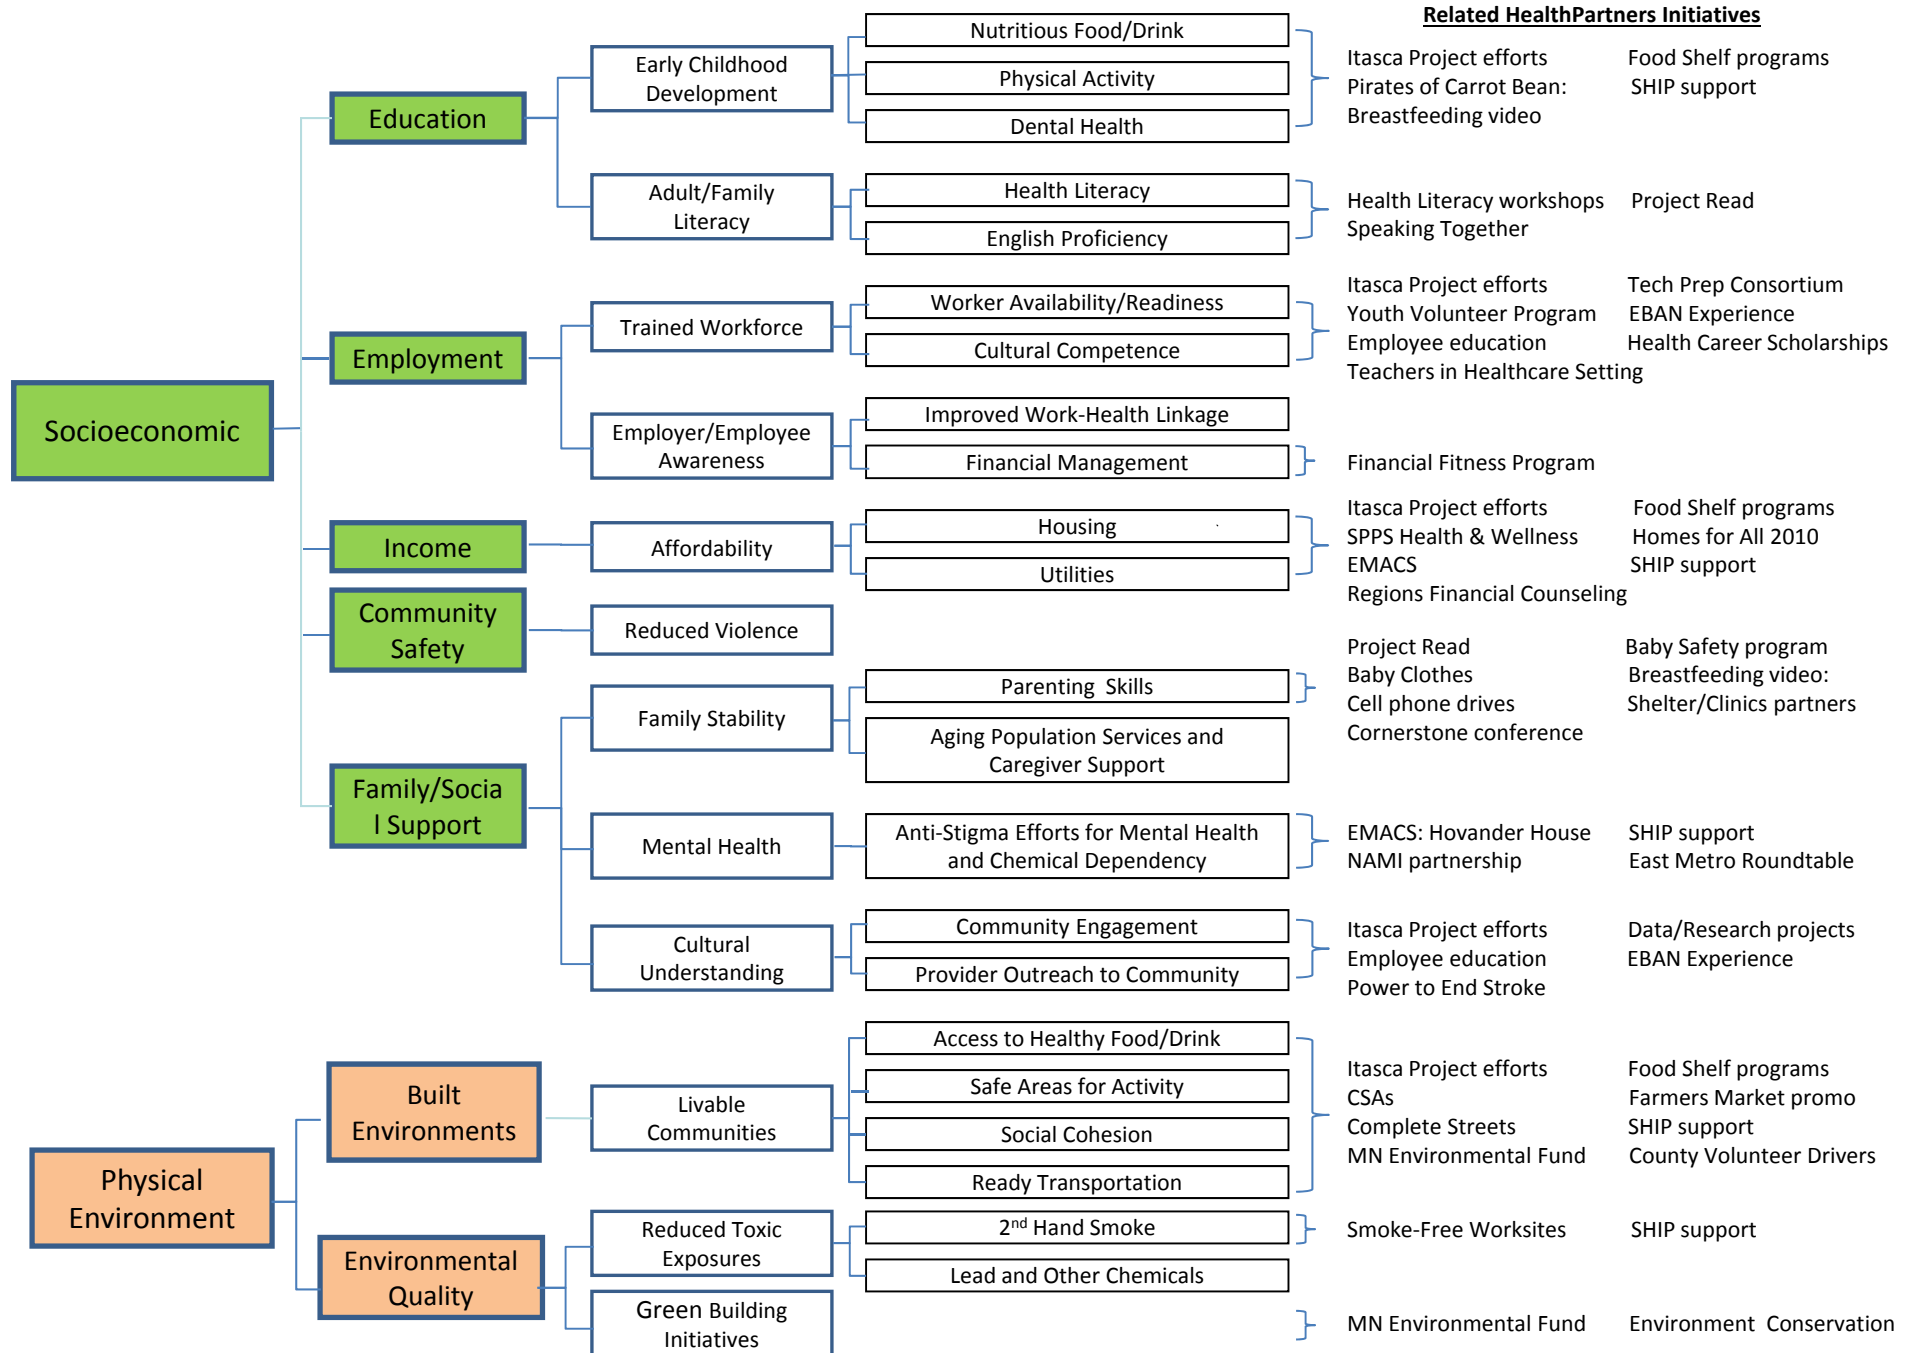 Related HealthPartners Initiatives
Socioeconomic
Education
Early Childhood
Development
Nutritious Food/Drink
Physical Activity
Dental Health
Itasca Project efforts Food Shelf programs
Pirates of Carrot Bean: SHIP support
Breastfeeding video
Adult/Family
Literacy
Health Literacy
English Proficiency
Health Literacy workshops Project Read
Speaking Together
Employment
Trained Workforce
Worker Availability/Readiness
Cultural Competence
Itasca Project efforts Tech Prep Consortium
Youth Volunteer Program EBAN Experience
Employee education Health Career Scholarships
Teachers in Healthcare Setting
Employer/Employee
Awareness
Improved Work-Health Linkage
Financial Management
Financial Fitness Program
Income
Affordability
Housing
Utilities
Itasca Project efforts Food Shelf programs
SPPS Health & Wellness Homes for All 2010
EMACS SHIP support
Regions Financial Counseling
Community
Safety
Reduced Violence
Family/Socia
l Support
Family Stability
Parenting Skills
Aging Population Services and
Caregiver Support
Project Read Baby Safety program
Baby Clothes Breastfeeding video:
Cell phone drives Shelter/Clinics partners
Cornerstone conference
Mental Health
Anti-Stigma Efforts for Mental Health
and Chemical Dependency
EMACS: Hovander House SHIP support
NAMI partnership East Metro Roundtable
Cultural
Understanding
Community Engagement
Provider Outreach to Community
Itasca Project efforts Data/Research projects
Employee education EBAN Experience
Power to End Stroke
Physical
Environment
Built
Environments
Livable
Communities
Access to Healthy Food/Drink
Safe Areas for Activity
Social Cohesion
Ready Transportation
Itasca Project efforts Food Shelf programs
CSAs Farmers Market promo
Complete Streets SHIP support
MN Environmental Fund County Volunteer Drivers
Environmental
Quality
Reduced Toxic
Exposures
2nd Hand Smoke
Lead and Other Chemicals
Smoke-Free Worksites SHIP support
Green Building
Initiatives
MN Environmental Fund Environment Conservation